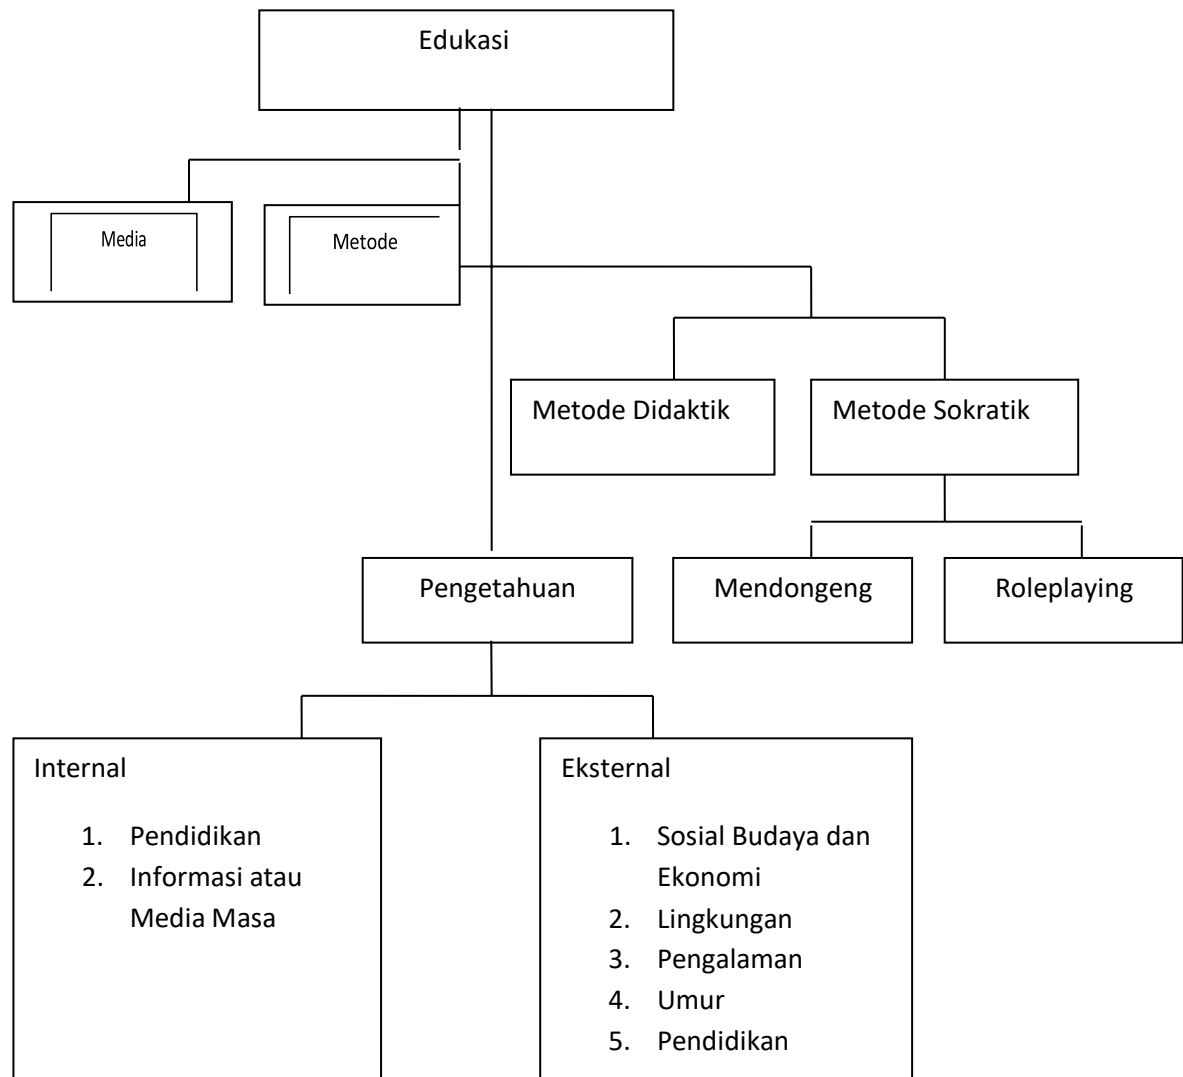 Edukasi
Media
Metode
Metode Didaktik
Metode Sokratik
Pengetahuan
Mendongeng
Roleplaying
Internal
1. Pendidikan
2. Informasi atau
Media Masa
Eksternal
1. Sosial Budaya dan
Ekonomi
2. Lingkungan
3. Pengalaman
4. Umur
5. Pendidikan